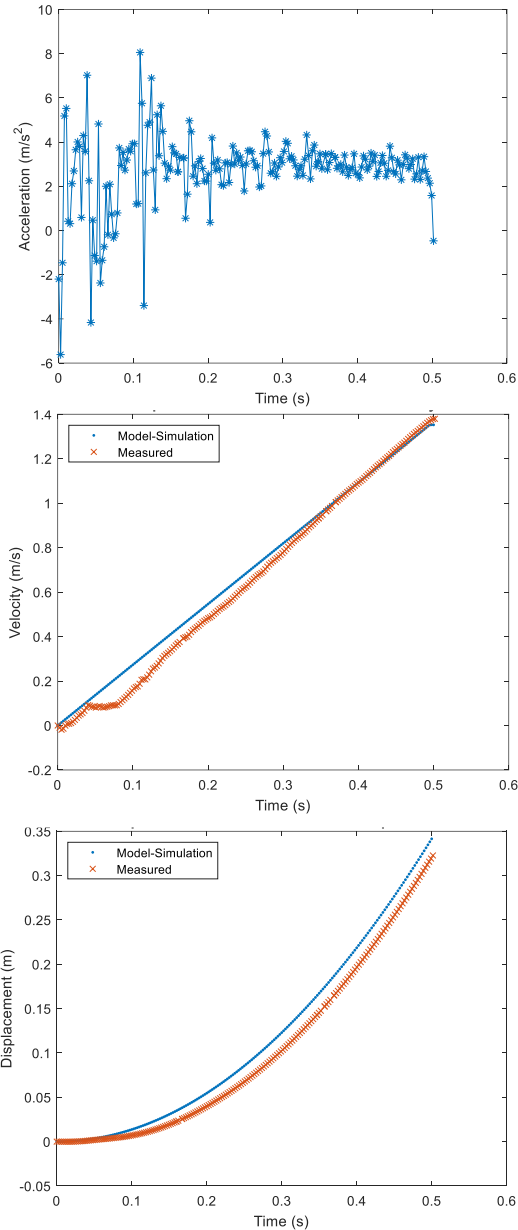 10
8
6
4
2
0
-2
-4
-6
Acceleration (m/s²)
0 0.1 0.2 0.3 0.4 0.5 0.6
Time (s)
1.4
1.2
1
0.8
0.6
0.4
0.2
0
-0.2
Velocity (m/s)
Model-Simulation
Measured
0 0.1 0.2 0.3 0.4 0.5 0.6
Time (s)
0.35
0.3
0.25
0.2
0.15
0.1
0.05
0
-0.05
Displacement (m)
Model-Simulation
Measured
0 0.1 0.2 0.3 0.4 0.5 0.6
Time (s)